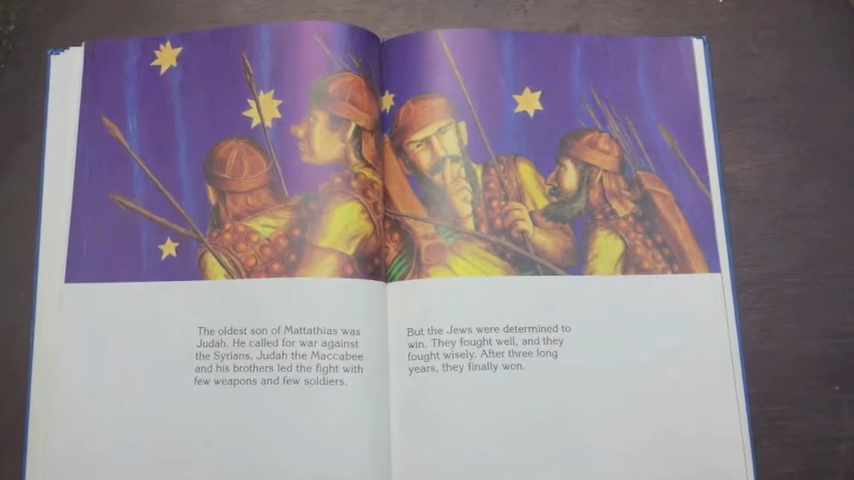 The oldest son of Mattathias was
Judah. He called for war against
the Syrians. Judah the Maccabee
and his brothers led the fight with
few weapons and few soldiers.
But the Jews were determined to
win. They fought well, and they
fought wisely. After three long
years, they finally won.